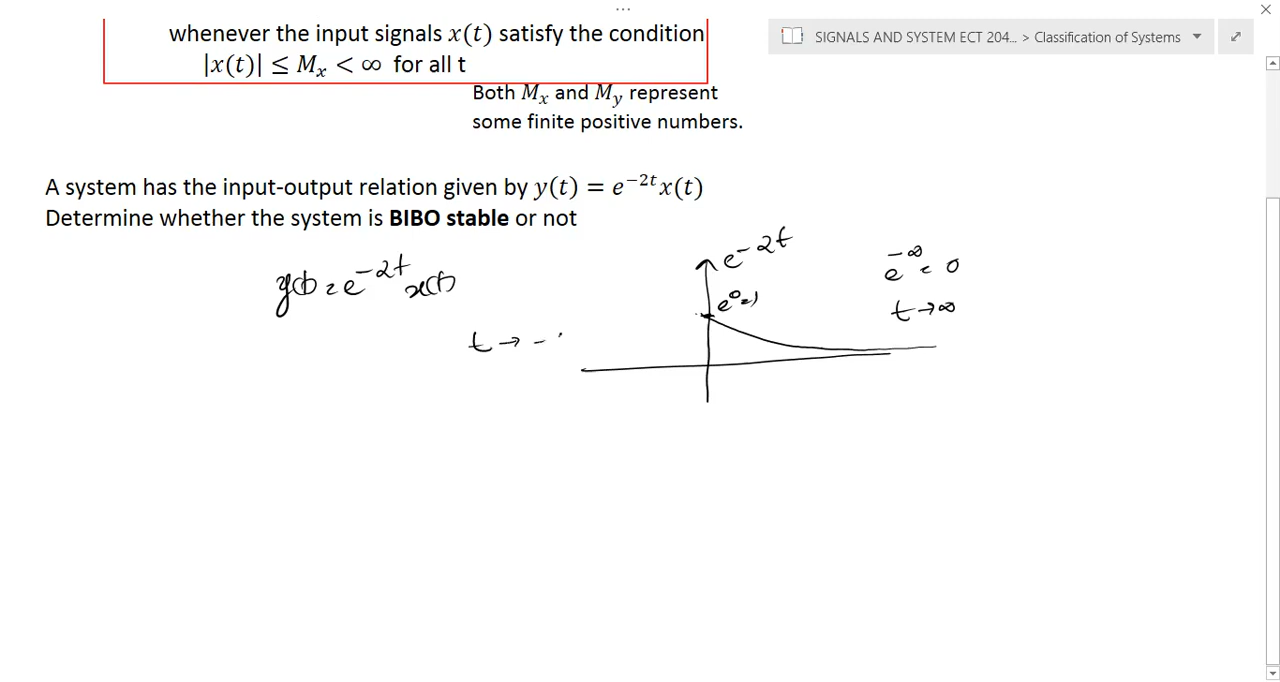 ...
whenever the input signals x(t) satisfy the condition
|x(t)| ≤ Mₓ < ∞ for all t
SIGNALS AND SYSTEM ECT 204... > Classification of Systems
Both Mₓ and M_y represent
some finite positive numbers.
A system has the input-output relation given by y(t) = e^{-2t}x(t)
Determine whether the system is BIBO stable or not
y(t) = e^{-2t} x(t)
e^{-2t}
e^{-∞} = 0
e^0=1
t → ∞
t → -